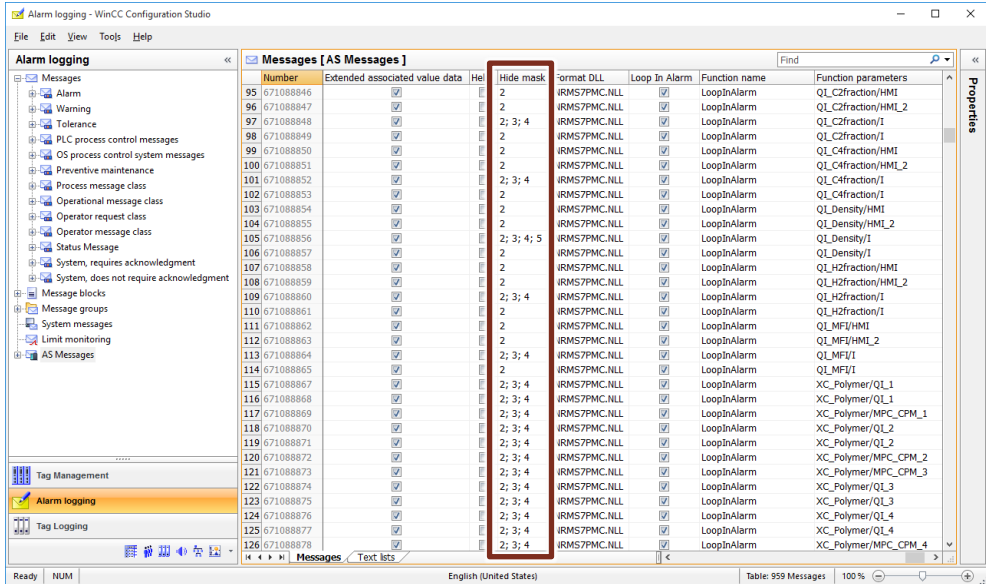 Alarm logging - WinCC Configuration Studio
File Edit View Tools Help
Alarm logging «
Messages
Alarm
Warning
Tolerance
PLC process control messages
OS process control system messages
Preventive maintenance
Process message class
Operational message class
Operator request class
Operator message class
Status Message
System, requires acknowledgment
System, does not require acknowledgment
Message blocks
Message groups
System messages
Limit monitoring
AS Messages
Tag Management
Alarm logging
Tag Logging
Messages [ AS Messages ] Find
Number Extended associated value data Hel Hide mask Format DLL Loop In Alarm Function name Function parameters
95 671088846 2 NRMS7PMC.NLL LoopInAlarm QI_C2fraction/HMI
96 671088847 2 NRMS7PMC.NLL LoopInAlarm QI_C2fraction/HMI_2
97 671088848 2; 3; 4 NRMS7PMC.NLL LoopInAlarm QI_C2fraction/I
98 671088849 2 NRMS7PMC.NLL LoopInAlarm QI_C2fraction/I
99 671088850 2 NRMS7PMC.NLL LoopInAlarm QI_C4fraction/HMI
100 671088851 2 NRMS7PMC.NLL LoopInAlarm QI_C4fraction/HMI_2
101 671088852 2; 3; 4 NRMS7PMC.NLL LoopInAlarm QI_C4fraction/I
102 671088853 2 NRMS7PMC.NLL LoopInAlarm QI_C4fraction/I
103 671088854 2 NRMS7PMC.NLL LoopInAlarm QI_Density/HMI
104 671088855 2 NRMS7PMC.NLL LoopInAlarm QI_Density/HMI_2
105 671088856 2; 3; 4; 5 NRMS7PMC.NLL LoopInAlarm QI_Density/I
106 671088857 2 NRMS7PMC.NLL LoopInAlarm QI_Density/I
107 671088858 2 NRMS7PMC.NLL LoopInAlarm QI_H2fraction/HMI
108 671088859 2 NRMS7PMC.NLL LoopInAlarm QI_H2fraction/HMI_2
109 671088860 2; 3; 4 NRMS7PMC.NLL LoopInAlarm QI_H2fraction/I
110 671088861 2 NRMS7PMC.NLL LoopInAlarm QI_H2fraction/I
111 671088862 2 NRMS7PMC.NLL LoopInAlarm QI_MFI/HMI
112 671088863 2 NRMS7PMC.NLL LoopInAlarm QI_MFI/HMI_2
113 671088864 2; 3; 4 NRMS7PMC.NLL LoopInAlarm QI_MFI/I
114 671088865 2 NRMS7PMC.NLL LoopInAlarm QI_MFI/I
115 671088867 2; 3; 4 NRMS7PMC.NLL LoopInAlarm XC_Polymer/QI_1
116 671088868 2; 3; 4 NRMS7PMC.NLL LoopInAlarm XC_Polymer/QI_1
117 671088869 2; 3; 4 NRMS7PMC.NLL LoopInAlarm XC_Polymer/MPC_CPM_1
118 671088870 2; 3; 4 NRMS7PMC.NLL LoopInAlarm XC_Polymer/QI_2
119 671088871 2; 3; 4 NRMS7PMC.NLL LoopInAlarm XC_Polymer/QI_2
120 671088872 2; 3; 4 NRMS7PMC.NLL LoopInAlarm XC_Polymer/MPC_CPM_2
121 671088873 2; 3; 4 NRMS7PMC.NLL LoopInAlarm XC_Polymer/MPC_CPM_3
122 671088874 2; 3; 4 NRMS7PMC.NLL LoopInAlarm XC_Polymer/QI_3
123 671088875 2; 3; 4 NRMS7PMC.NLL LoopInAlarm XC_Polymer/QI_3
124 671088876 2; 3; 4 NRMS7PMC.NLL LoopInAlarm XC_Polymer/QI_4
125 671088877 2; 3; 4 NRMS7PMC.NLL LoopInAlarm XC_Polymer/QI_4
126 671088878 2; 3; 4 NRMS7PMC.NLL LoopInAlarm XC_Polymer/MPC_CPM_4
Messages Text lists
«
Properties
Ready NUM English (United States) Table: 959 Messages 100 %